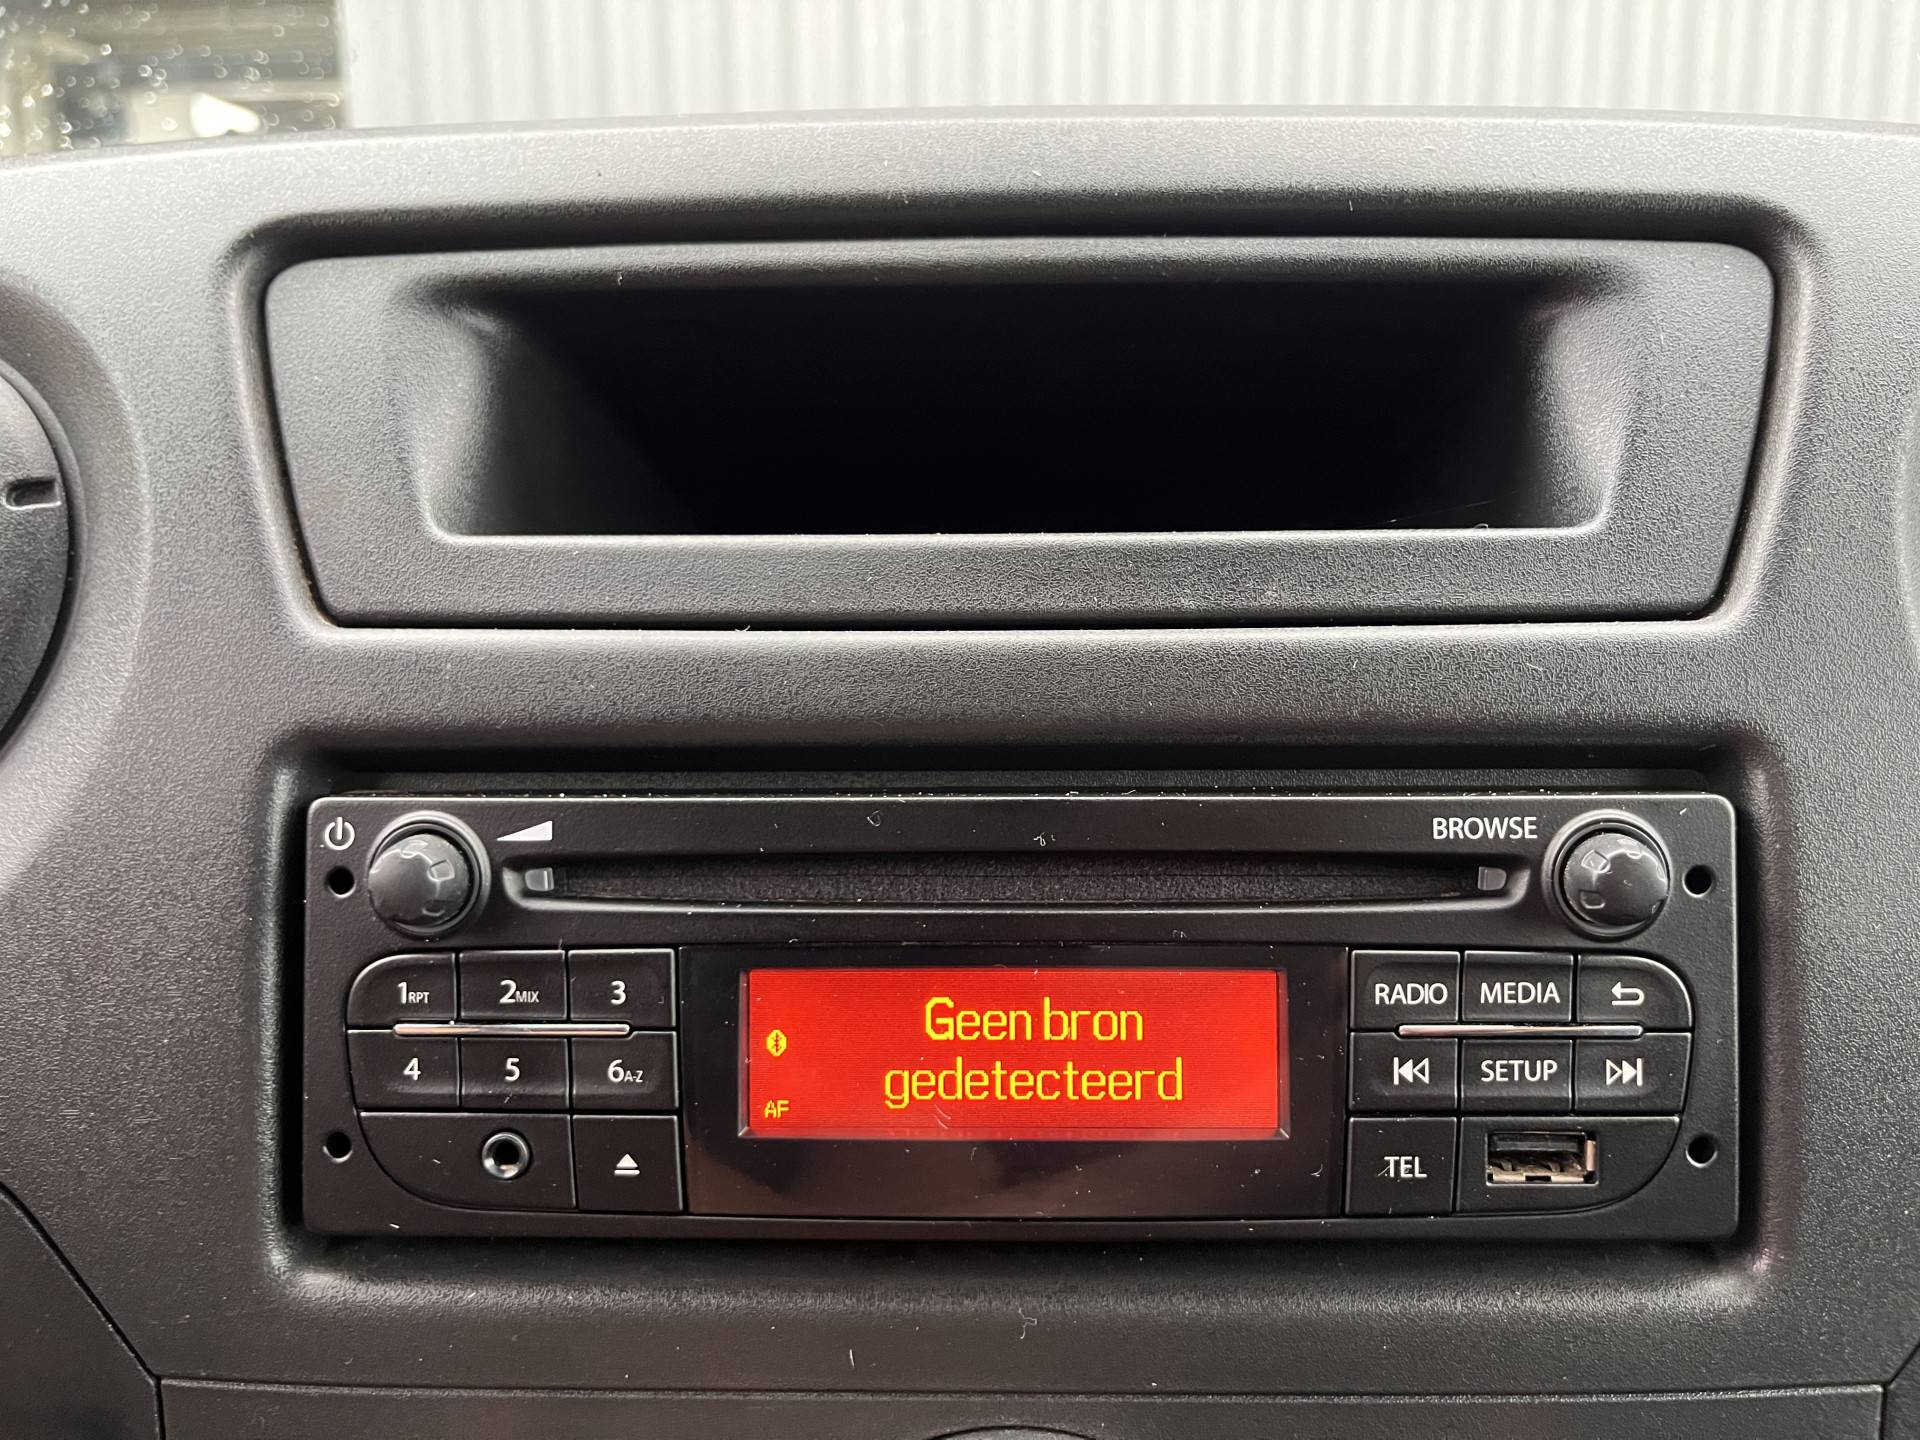 BROWSE
1RPT 2MIX 3
4 5 6A-Z
Geen bron
gedetecteerd
AF
RADIO MEDIA
SETUP
TEL